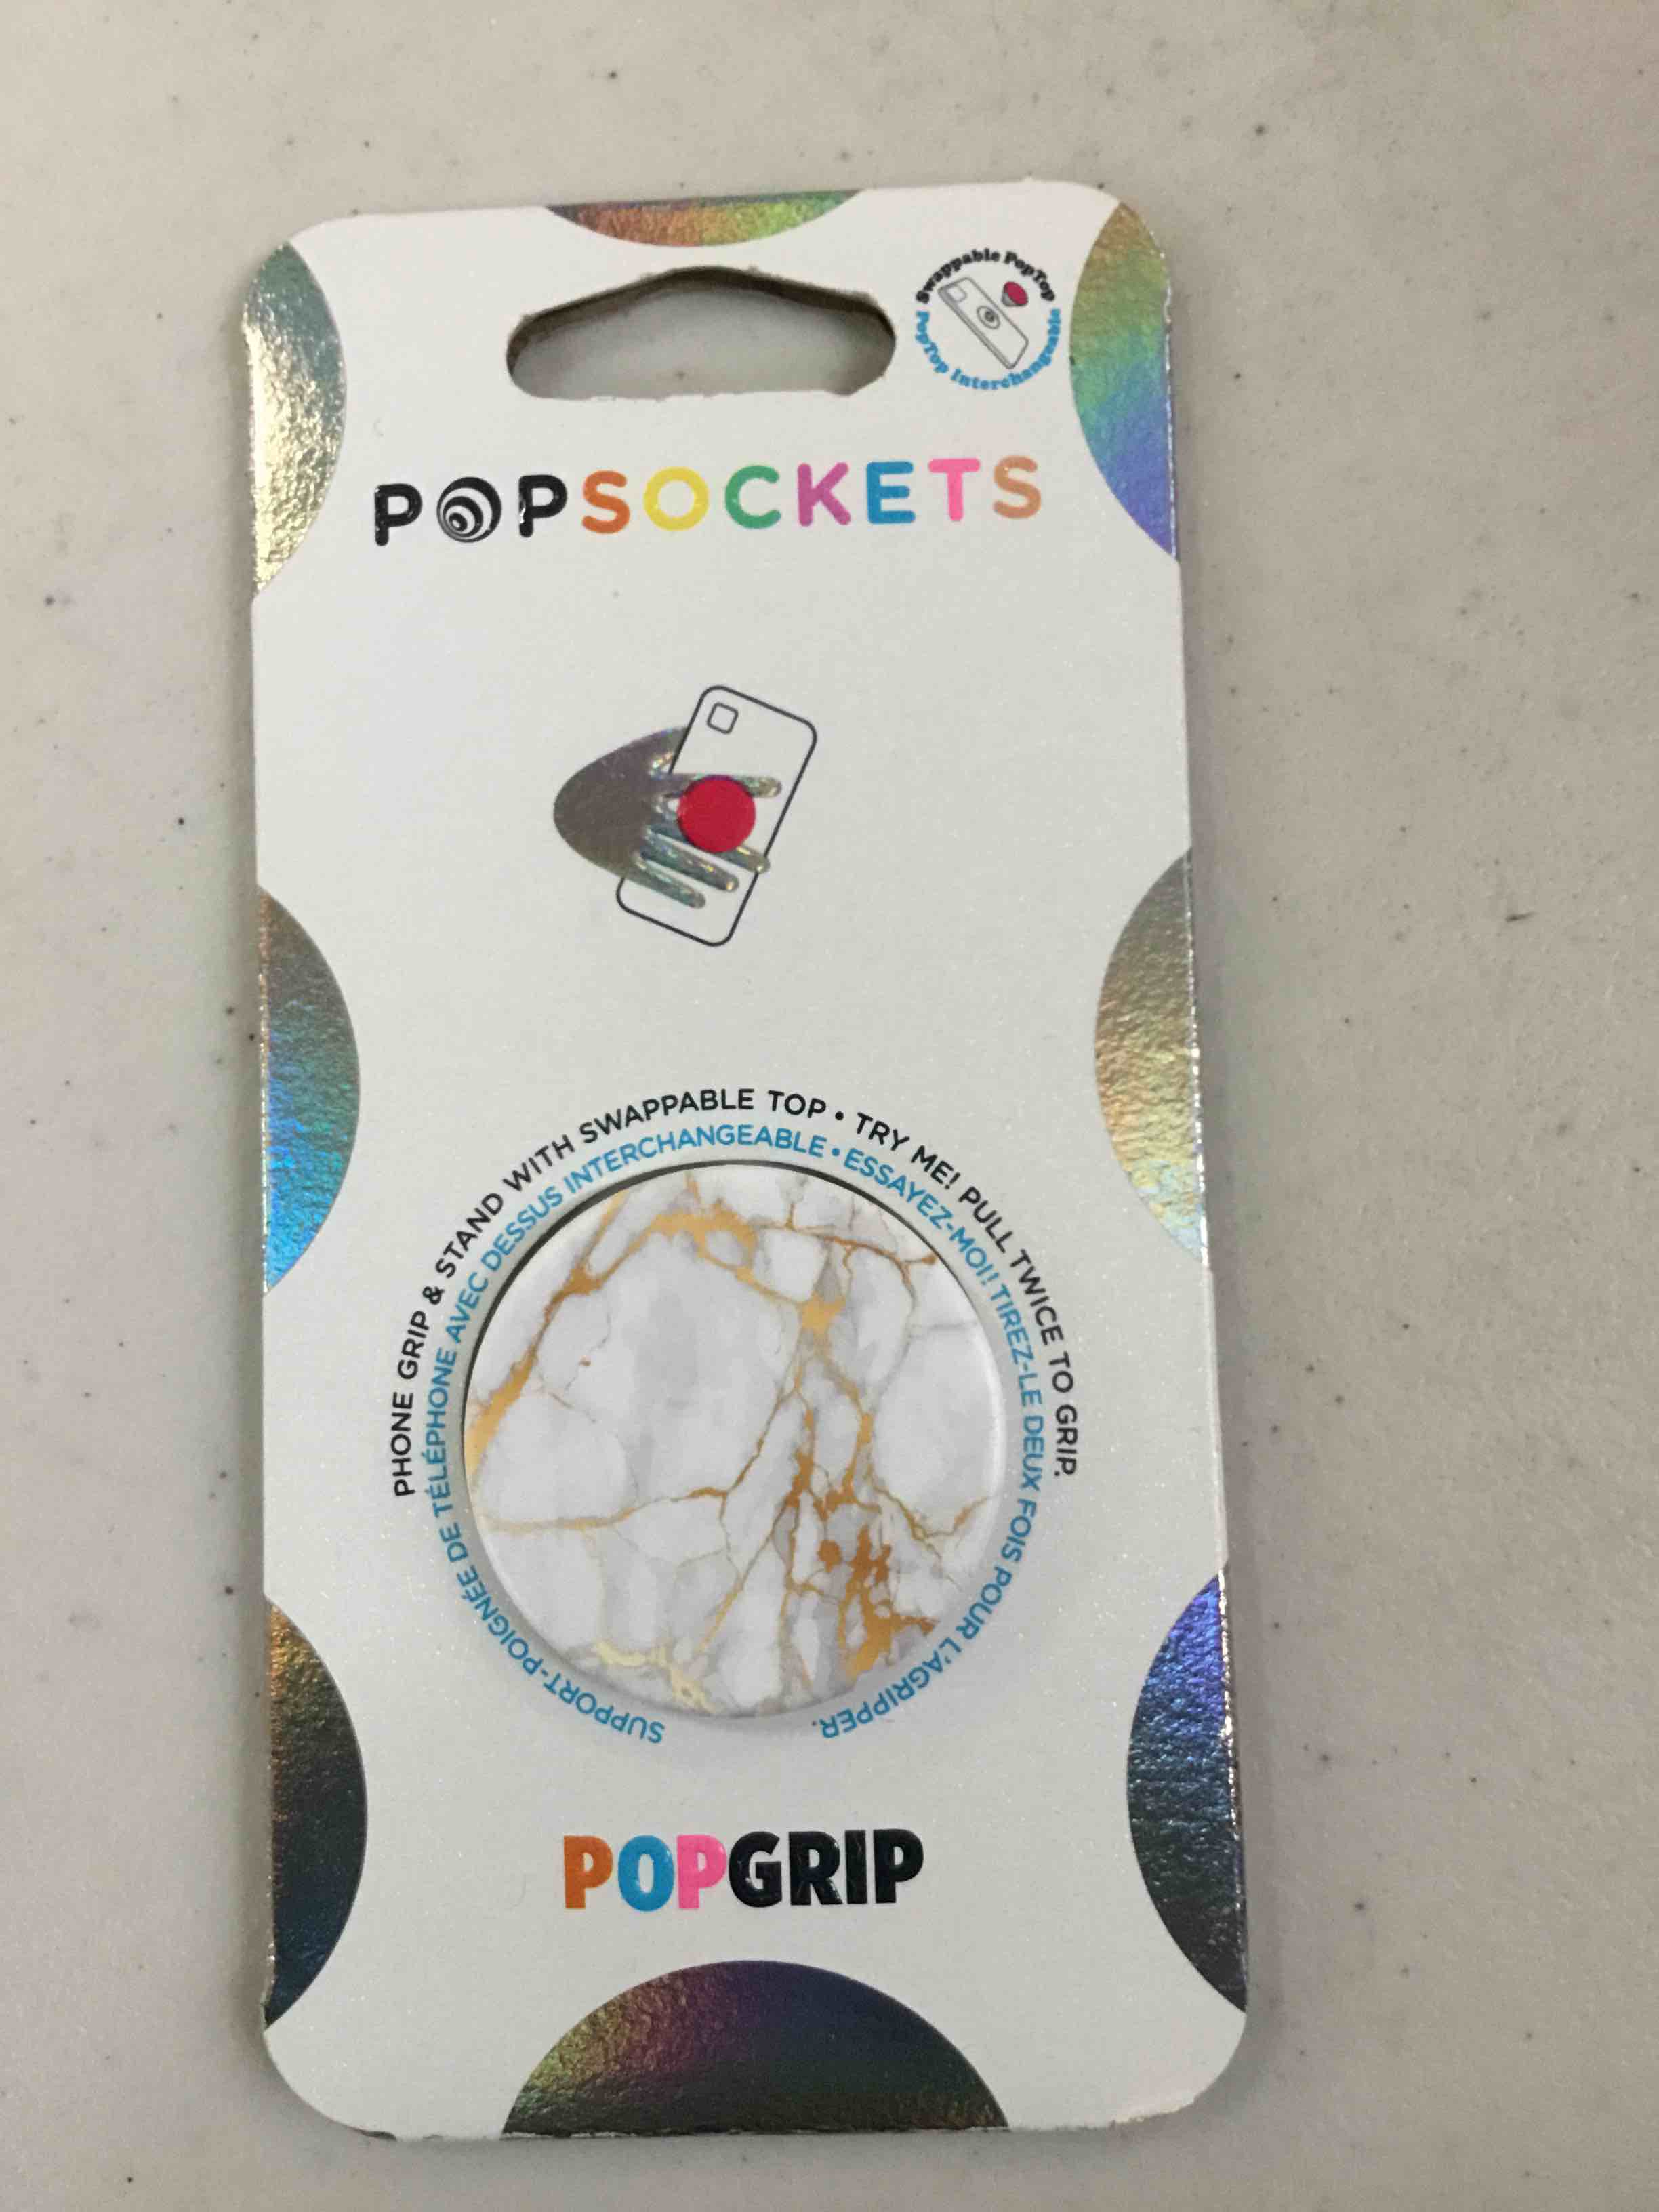 Swappable PopTop
PopTop Interchangeable
POPSOCKETS
PHONE GRIP & STAND WITH SWAPPABLE TOP • TRY ME! PULL TWICE TO GRIP.
SUPPORT-POIGNÉE DE TÉLÉPHONE AVEC DESSUS INTERCHANGEABLE • ESSAYEZ-MOI! TIREZ-LE DEUX FOIS POUR L'AGRIPPER.
POPGRIP